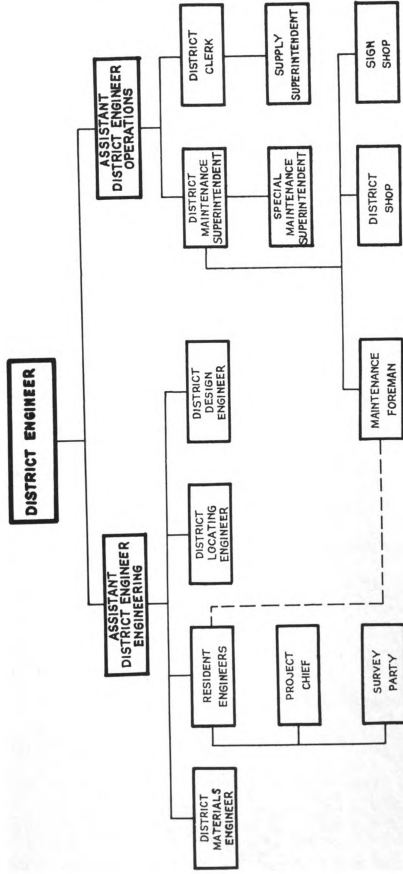 DISTRICT ENGINEER
ASSISTANT
DISTRICT ENGINEER
ENGINEERING
ASSISTANT
DISTRICT ENGINEER
OPERATIONS
DISTRICT
MATERIALS
ENGINEER
RESIDENT
ENGINEERS
DISTRICT
LOCATING
ENGINEER
DISTRICT
DESIGN
ENGINEER
DISTRICT
MAINTENANCE
SUPERINTENDENT
DISTRICT
CLERK
PROJECT
CHIEF
SPECIAL
MAINTENANCE
SUPERINTENDENT
SUPPLY
SUPERINTENDENT
SURVEY
PARTY
MAINTENANCE
FOREMAN
DISTRICT
SHOP
SIGN
SHOP